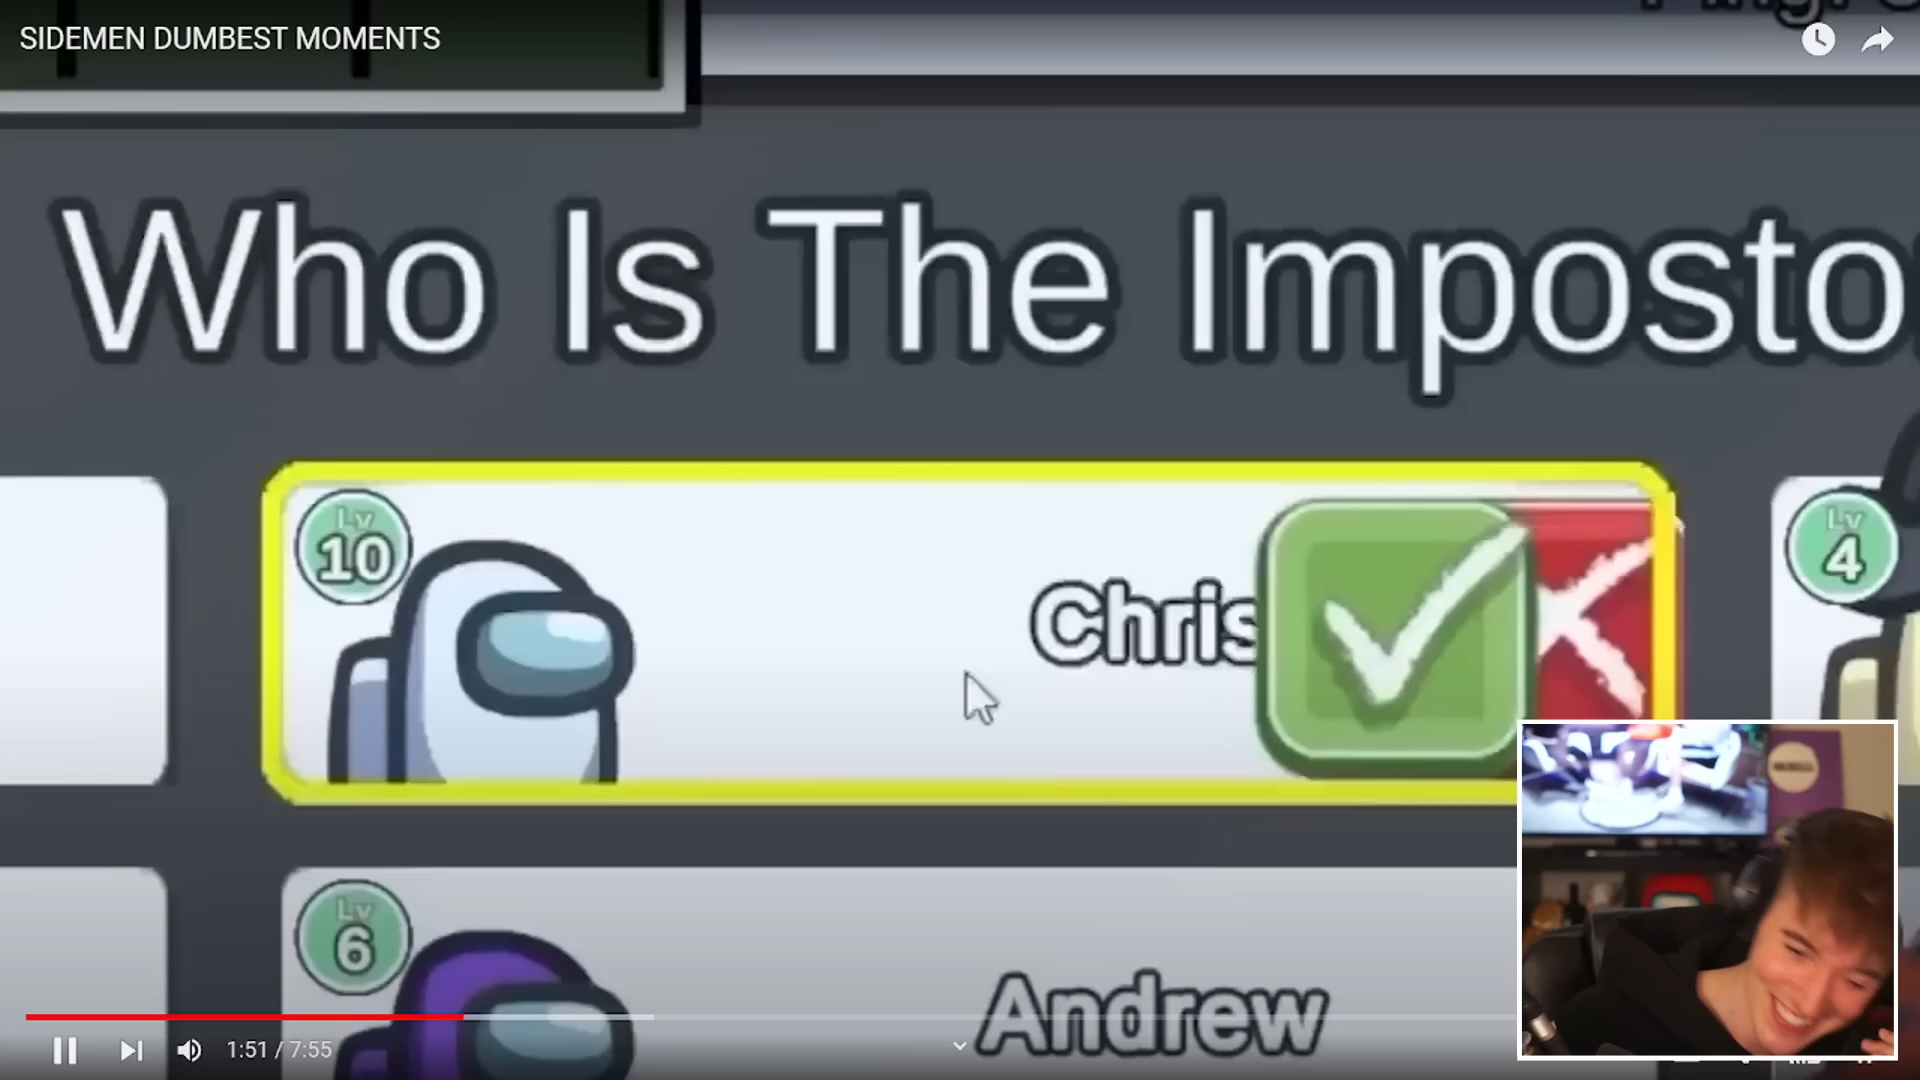 SIDEMEN DUMBEST MOMENTS
Who Is The Imposto
Lv
10
Chris
Lv
4
Lv
6
Andrew
1:51 / 7:55